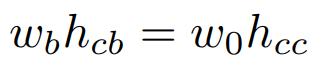 w_b h_{cb} = w_0 h_{cc}